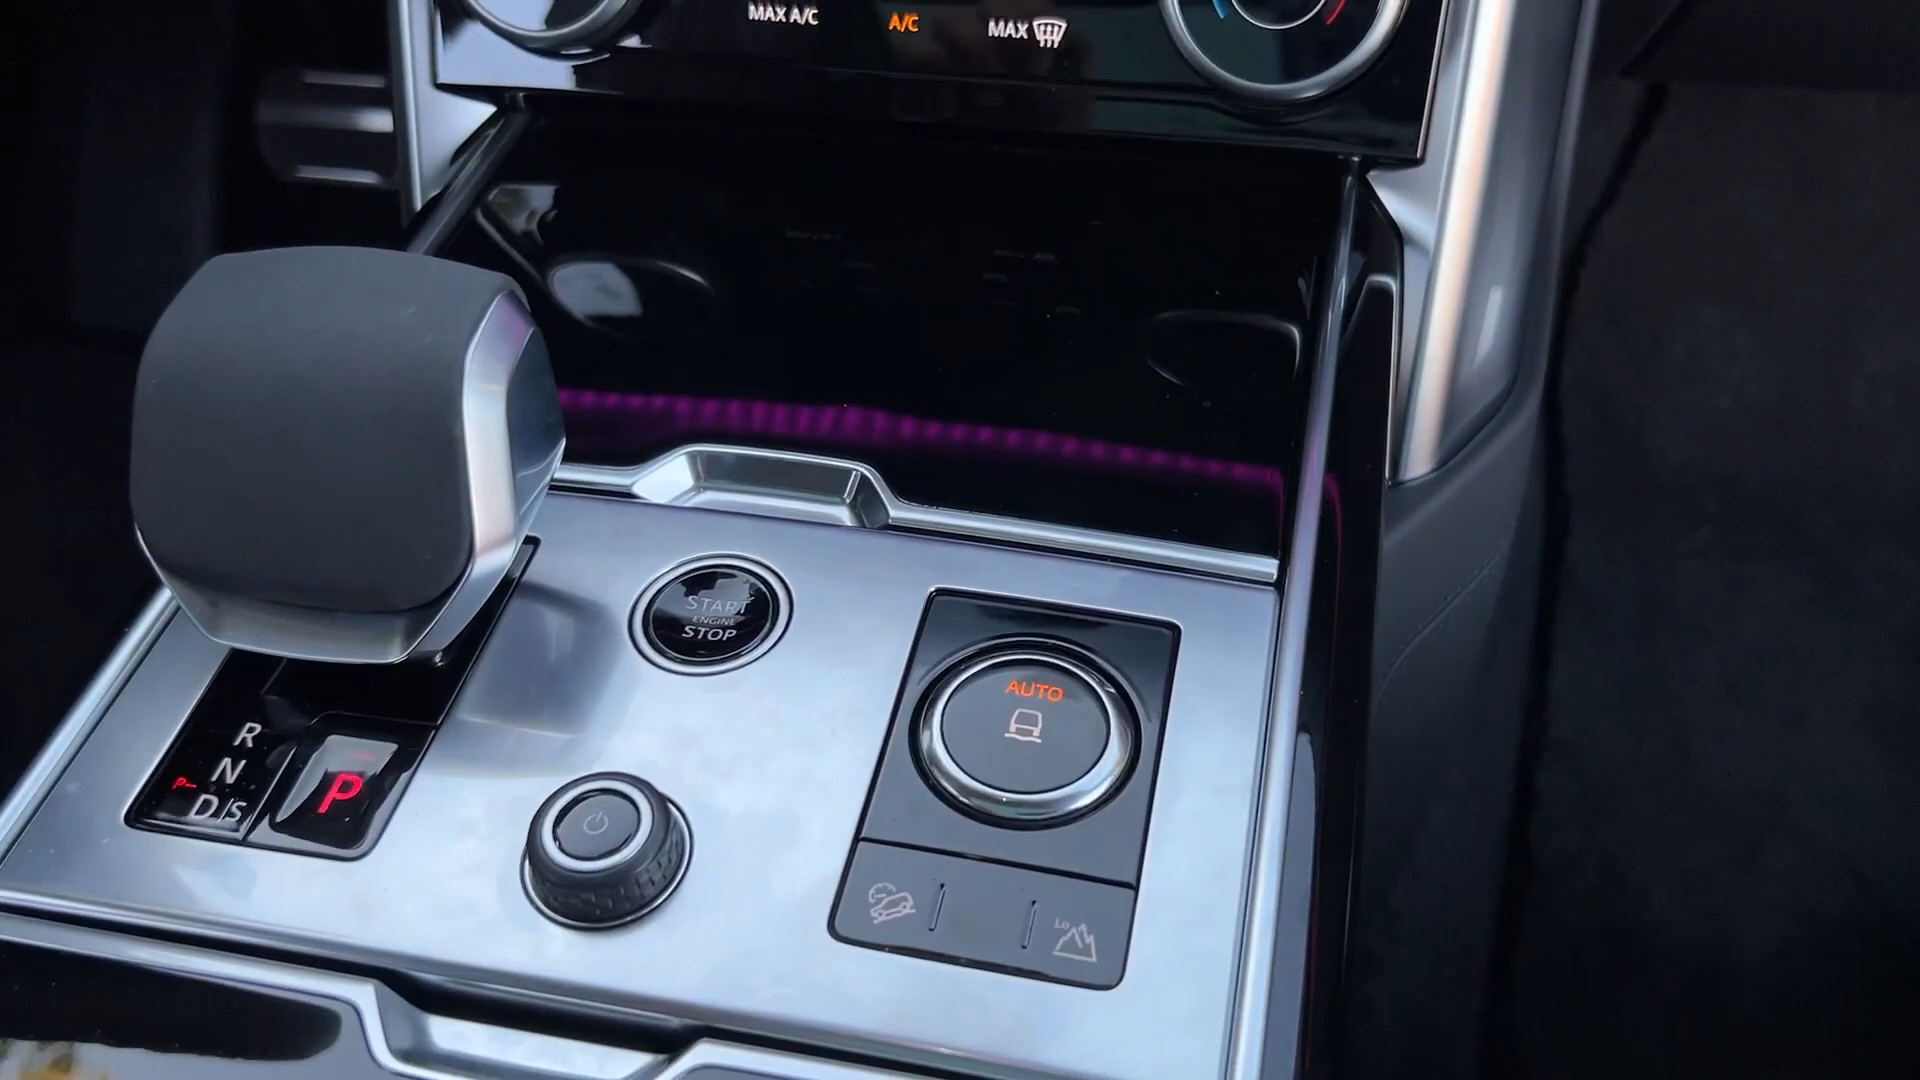 MAX A/C
A/C
MAX
START
ENGINE
STOP
AUTO
R
N
D/S
P
P
LO